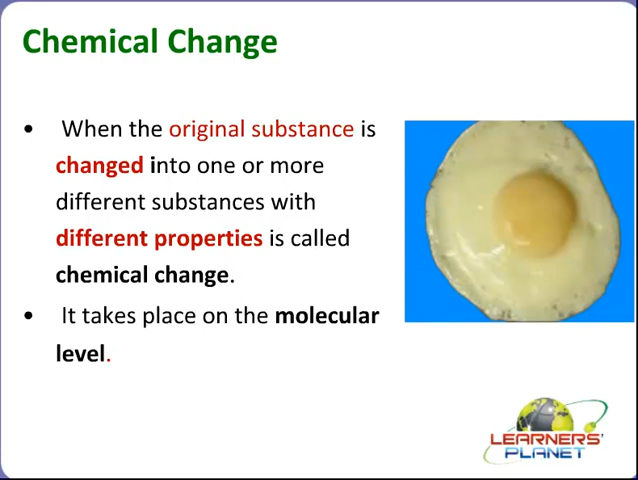 Chemical Change
• When the original substance is
changed into one or more
different substances with
different properties is called
chemical change.
• It takes place on the molecular
level.
LEARNERS'
PLANET